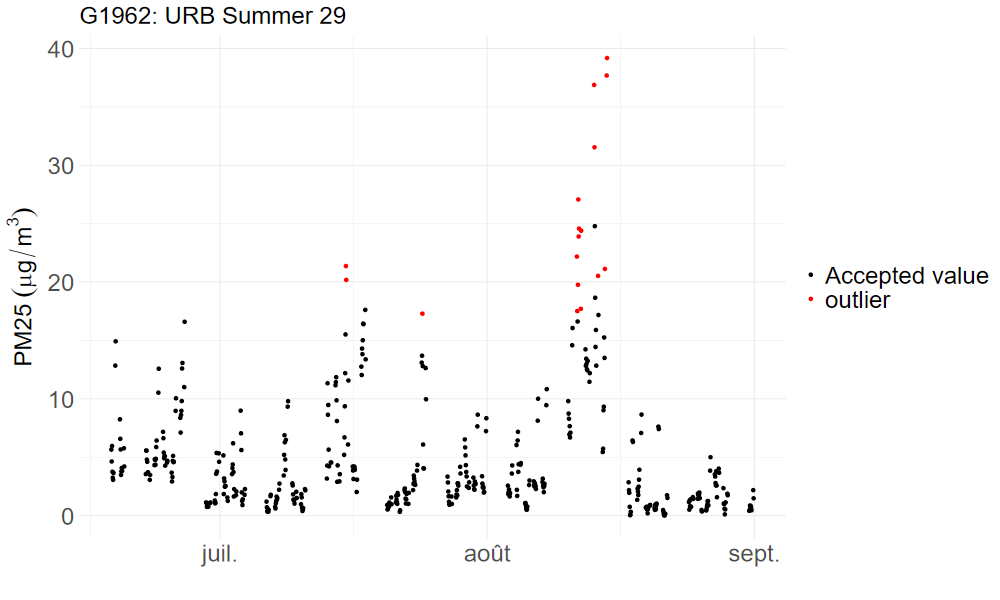 G1962: URB Summer 29
PM25 (μg/m³)
40
30
20
10
0
juil.
août
sept.
Accepted value
outlier